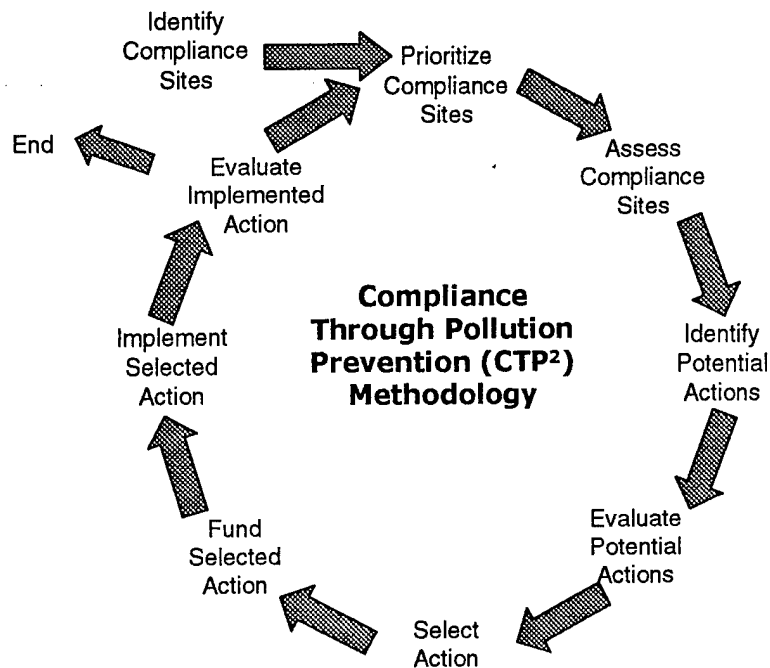 Identify
Compliance
Sites
Prioritize
Compliance
Sites
Assess
Compliance
Sites
Identify
Potential
Actions
Evaluate
Potential
Actions
Select
Action
Fund
Selected
Action
Implement
Selected
Action
Evaluate
Implemented
Action
End
Compliance
Through Pollution
Prevention (CTP²)
Methodology